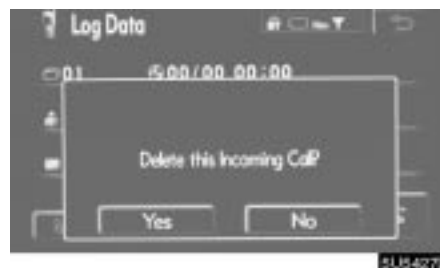 Log Data
01 00/00 00:00
Delete this Incoming Call?
Yes No
SU5427